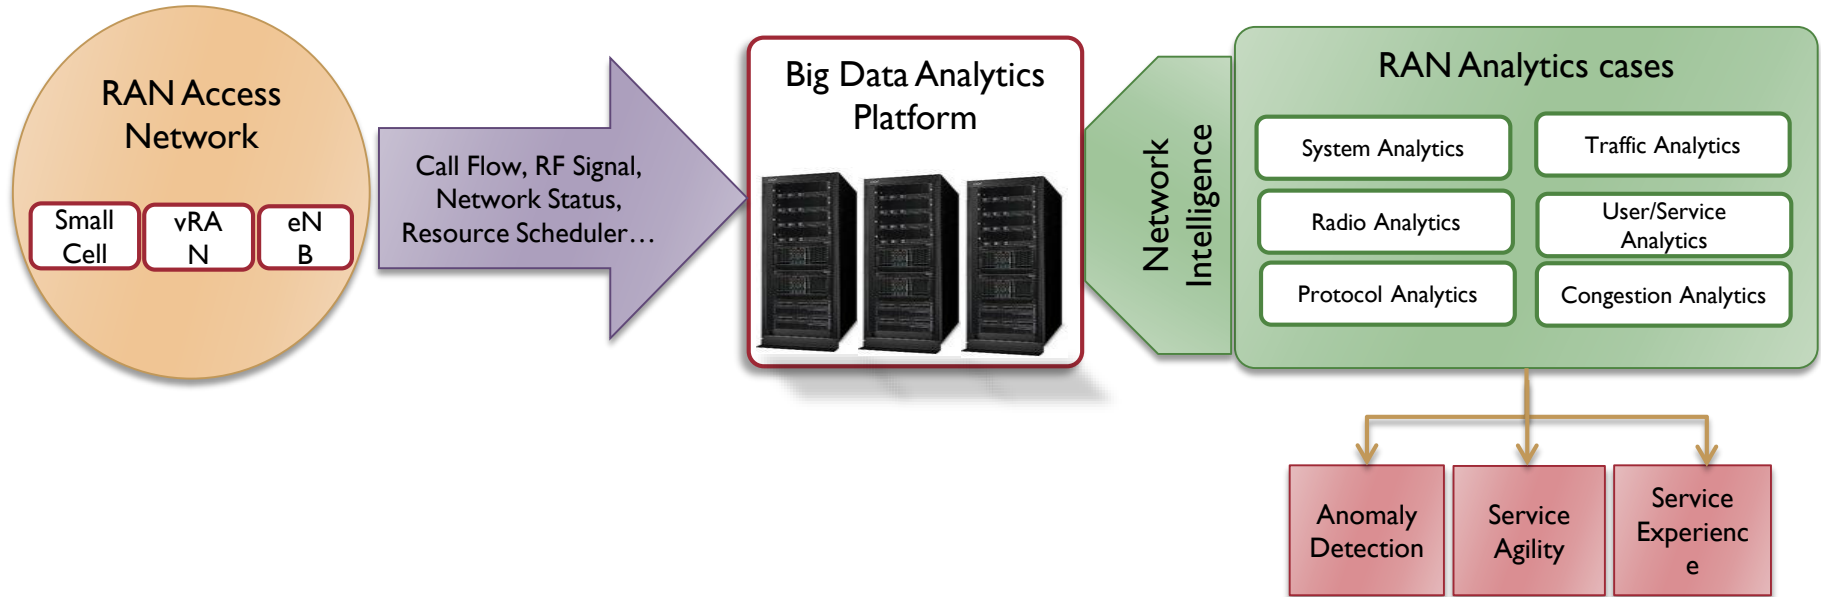 RAN Access
Network
Small
Cell
vRA
N
eN
B
Call Flow, RF Signal,
Network Status,
Resource Scheduler…
Big Data Analytics
Platform
Network
Intelligence
RAN Analytics cases
System Analytics
Traffic Analytics
Radio Analytics
User/Service
Analytics
Protocol Analytics
Congestion Analytics
Anomaly
Detection
Service
Agility
Service
Experienc
e